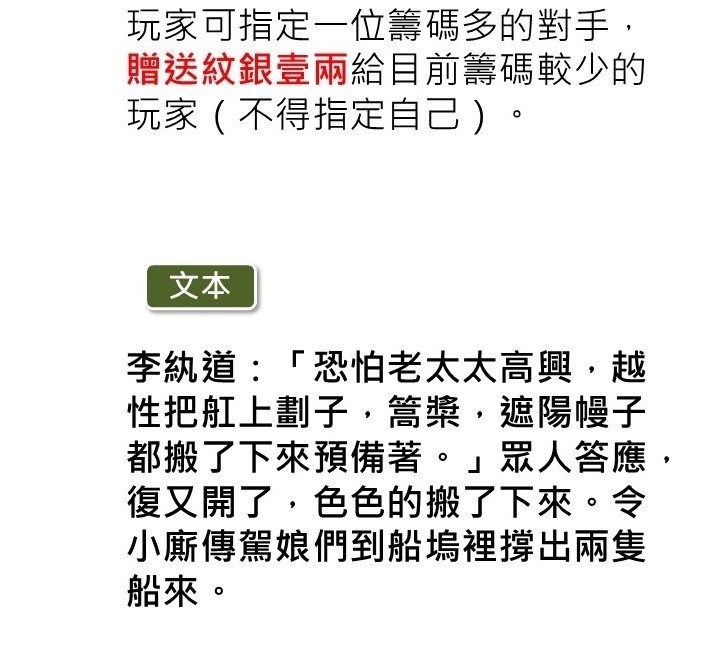 玩家可指定一位籌碼多的對手，
贈送紋銀壹兩給目前籌碼較少的
玩家（不得指定自己）。
文本
李紈道：「恐怕老太太高興，越
性把舡上劃子，篙槳，遮陽幔子
都搬了下來預備著。」眾人答應，
復又開了，色色的搬了下來。令
小廝傳駕娘們到船塢裡撐出兩隻
船來。